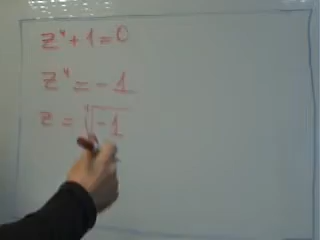 z⁴ + 1 = 0
z⁴ = - 1
z = ⁴√-1